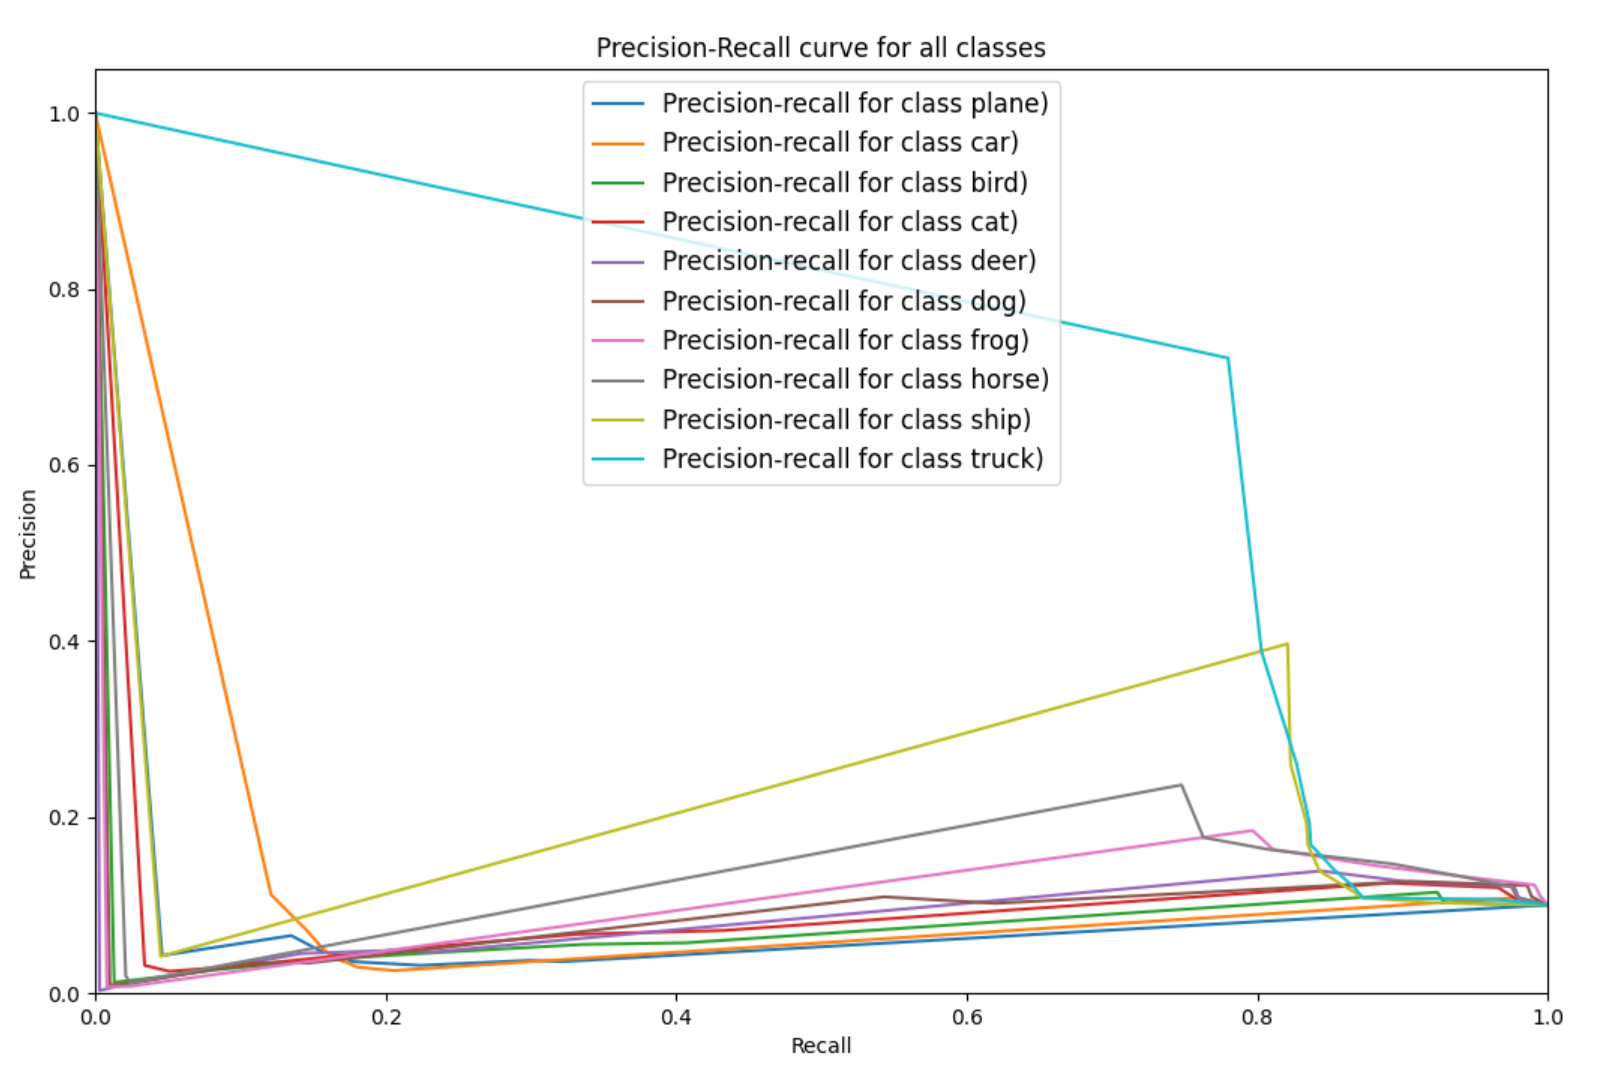 Precision-Recall curve for all classes
Precision-recall for class plane)
Precision-recall for class car)
Precision-recall for class bird)
Precision-recall for class cat)
Precision-recall for class deer)
Precision-recall for class dog)
Precision-recall for class frog)
Precision-recall for class horse)
Precision-recall for class ship)
Precision-recall for class truck)
Precision
1.0
0.8
0.6
0.4
0.2
0.0
0.0 0.2 0.4 0.6 0.8 1.0
Recall